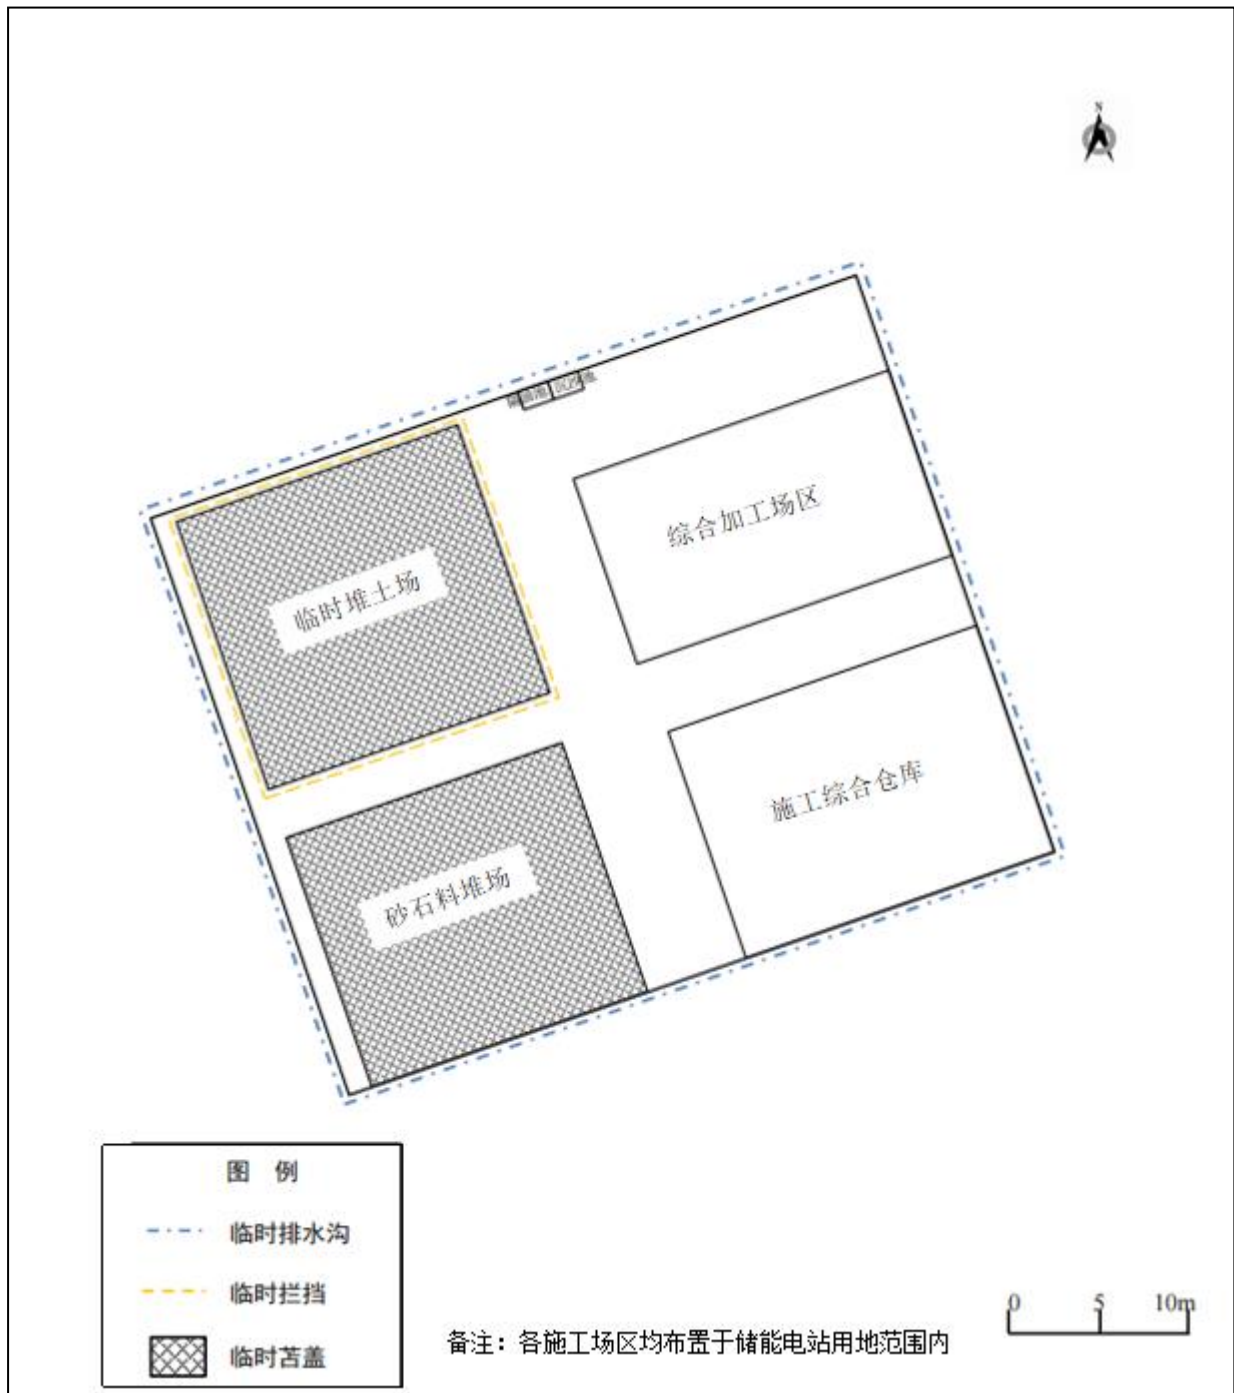 N
综合加工场区
临时堆土场
施工综合仓库
砂石料堆场
图 例
临时排水沟
临时拦挡
临时苫盖
0 5 10m
备注：各施工场区均布置于储能电站用地范围内